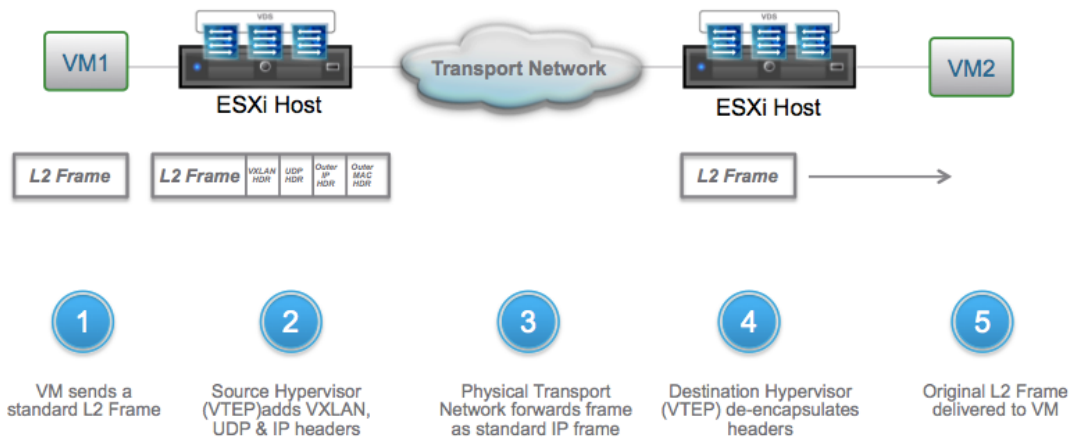 VDS
VDS
VM1
Transport Network
VM2
ESXi Host
ESXi Host
L2 Frame
L2 Frame
VXLAN
HDR
UDP
HDR
Outer
IP
HDR
Outer
MAC
HDR
L2 Frame
1
2
3
4
5
VM sends a
standard L2 Frame
Source Hypervisor
(VTEP)adds VXLAN,
UDP & IP headers
Physical Transport
Network forwards frame
as standard IP frame
Destination Hypervisor
(VTEP) de-encapsulates
headers
Original L2 Frame
delivered to VM